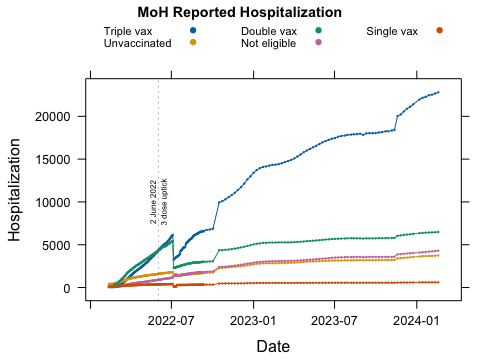 MoH Reported Hospitalization
Triple vax Double vax Single vax
Unvaccinated Not eligible
20000
15000
10000
5000
0
Hospitalization
2 June 2022
3 dose uptick
2022-07 2023-01 2023-07 2024-01
Date